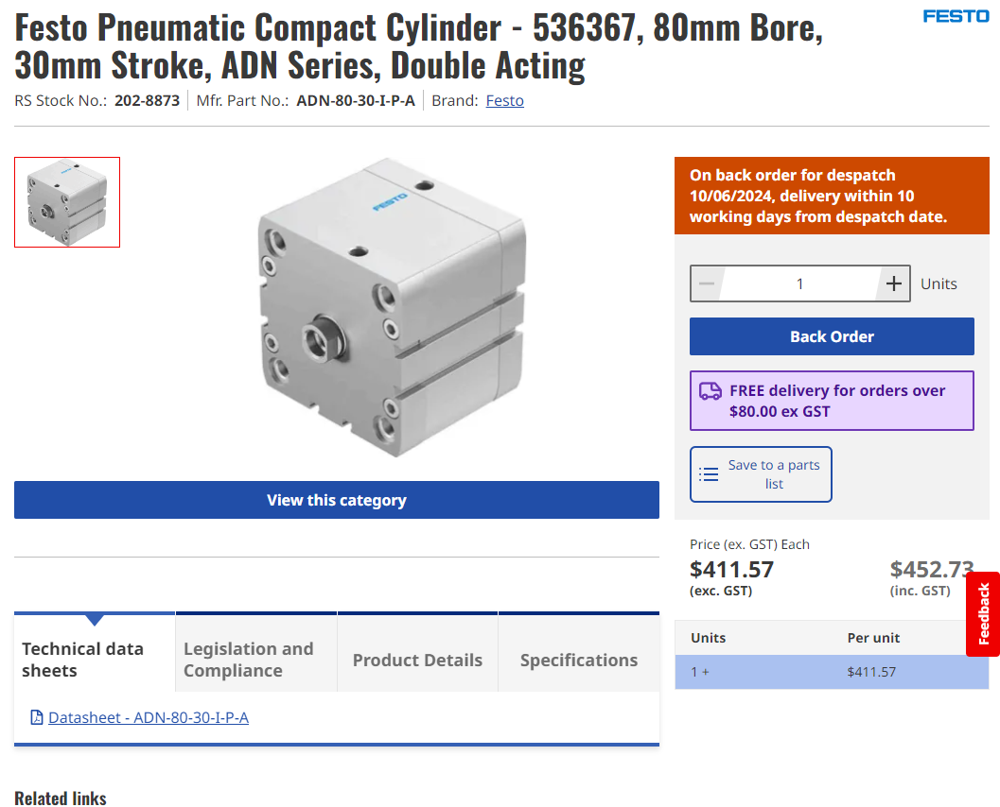 Festo Pneumatic Compact Cylinder - 536367, 80mm Bore,
30mm Stroke, ADN Series, Double Acting
FESTO
RS Stock No.: 202-8873 Mfr. Part No.: ADN-80-30-I-P-A Brand: Festo
FESTO
On back order for despatch
10/06/2024, delivery within 10
working days from despatch date.
1 Units
Back Order
FREE delivery for orders over
$80.00 ex GST
Save to a parts
list
View this category
Price (ex. GST) Each
$411.57 $452.73
(exc. GST) (inc. GST)
Feedback
Units Per unit
1 + $411.57
Technical data
sheets
Legislation and
Compliance
Product Details
Specifications
Datasheet - ADN-80-30-I-P-A
Related links